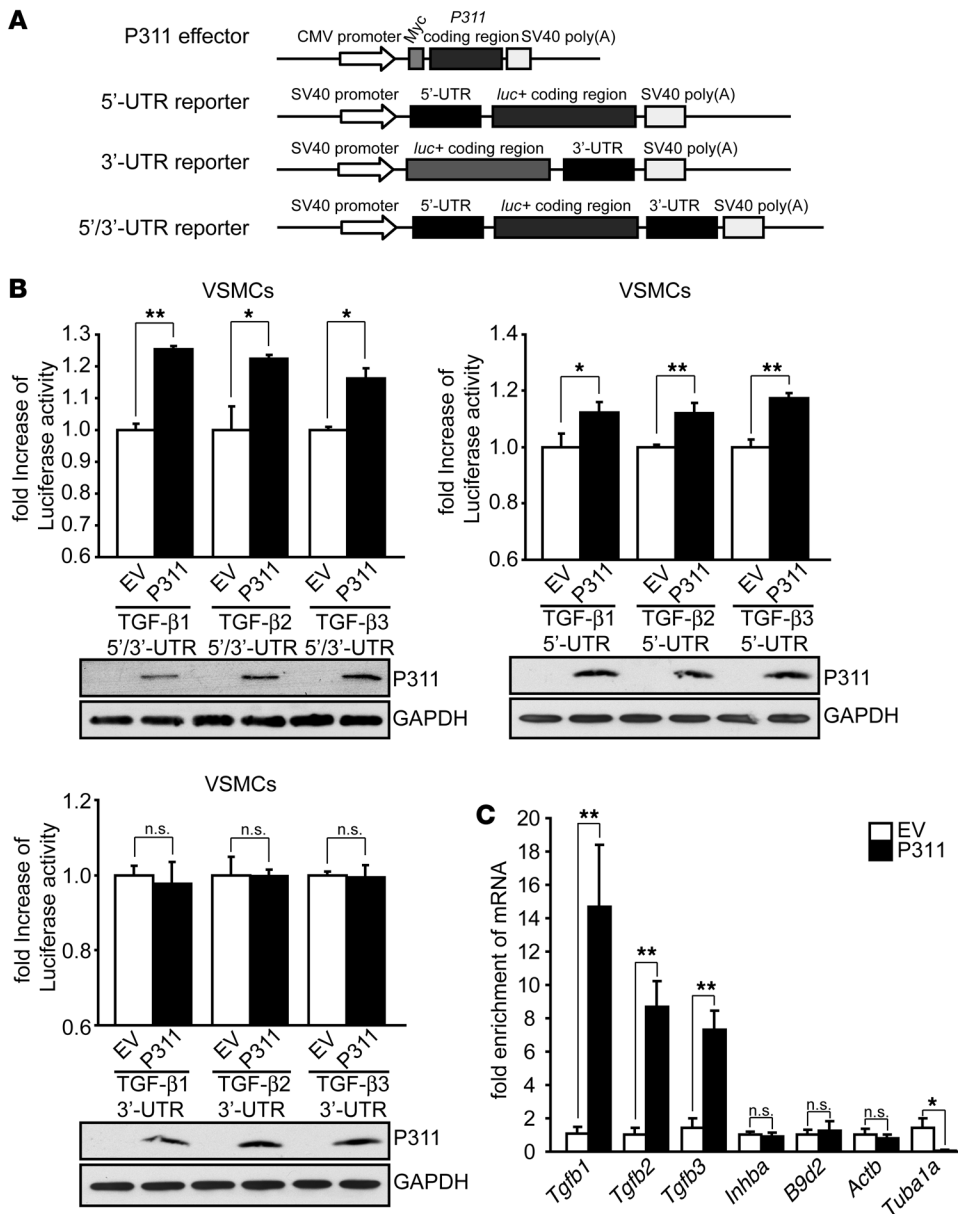 A
P311 effector
CMV promoter
Myc
P311
coding region
SV40 poly(A)
5'-UTR reporter
SV40 promoter
5'-UTR
luc+ coding region
SV40 poly(A)
3'-UTR reporter
SV40 promoter
luc+ coding region
3'-UTR
SV40 poly(A)
5'/3'-UTR reporter
SV40 promoter
5'-UTR
luc+ coding region
3'-UTR
SV40 poly(A)
B
VSMCs
fold Increase of
Luciferase activity
1.3
1.2
1.1
1.0
0.9
0.8
0.7
0.6
**
*
*
EV
P311
EV
P311
EV
P311
TGF-β1 TGF-β2 TGF-β3
5'/3'-UTR 5'/3'-UTR 5'/3'-UTR
P311
GAPDH
VSMCs
fold Increase of
Luciferase activity
1.4
1.2
1.0
0.8
0.6
*
**
**
EV
P311
EV
P311
EV
P311
TGF-β1 TGF-β2 TGF-β3
5'-UTR 5'-UTR 5'-UTR
P311
GAPDH
VSMCs
fold Increase of
Luciferase activity
1.2
1.0
0.8
0.6
n.s.
n.s.
n.s.
EV
P311
EV
P311
EV
P311
TGF-β1 TGF-β2 TGF-β3
3'-UTR 3'-UTR 3'-UTR
P311
GAPDH
C
fold enrichment of mRNA
20
18
16
14
12
10
8
6
4
2
0
EV
P311
**
**
**
n.s.
n.s.
n.s.
*
Tgfb1
Tgfb2
Tgfb3
Inhba
B9d2
Actb
Tuba1a